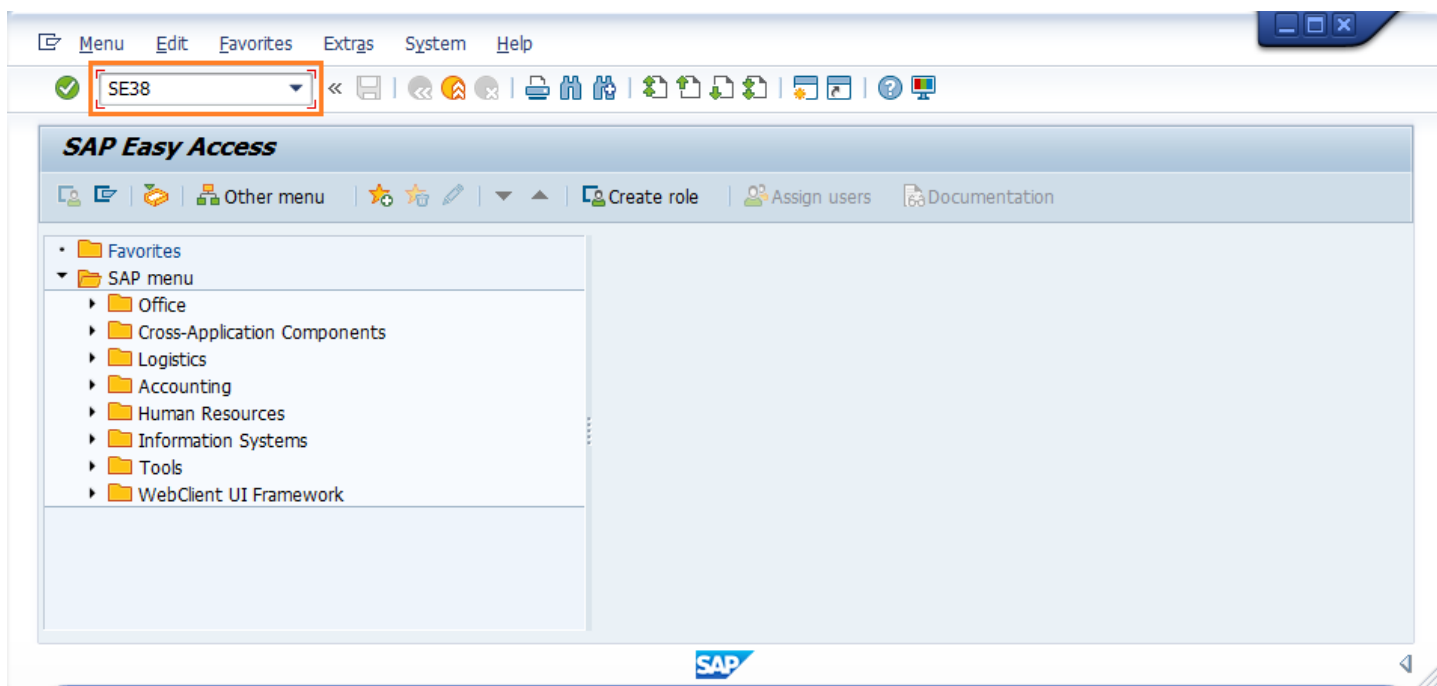 Menu Edit Favorites Extras System Help
SE38
SAP Easy Access
Other menu Create role Assign users Documentation
Favorites
SAP menu
Office
Cross-Application Components
Logistics
Accounting
Human Resources
Information Systems
Tools
WebClient UI Framework
SAP